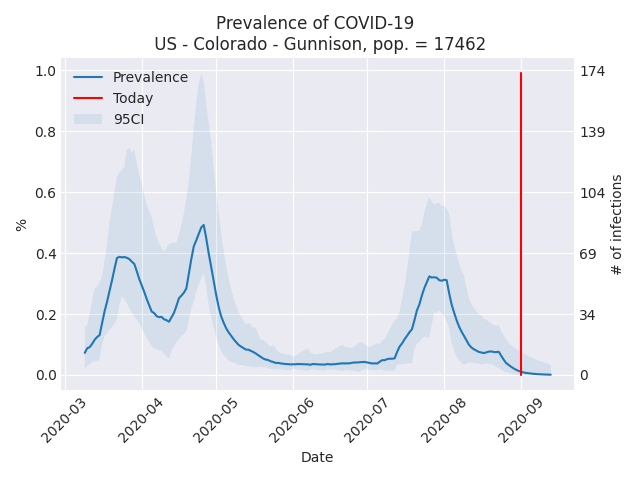 Prevalence of COVID-19
US - Colorado - Gunnison, pop. = 17462
Prevalence
Today
95CI
%
1.0
0.8
0.6
0.4
0.2
0.0
174
139
104
69
34
0
# of infections
2020-03
2020-04
2020-05
2020-06
2020-07
2020-08
2020-09
Date